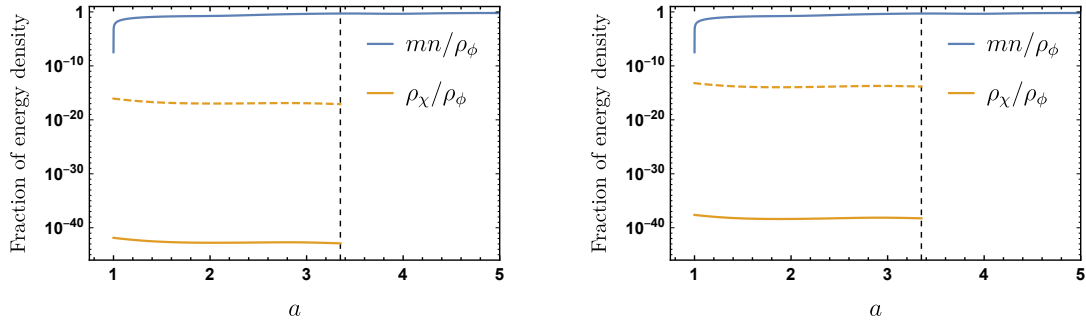 Fraction of energy density
1
10⁻¹⁰
10⁻²⁰
10⁻³⁰
10⁻⁴⁰
mn/ρ_ϕ
ρ_χ/ρ_ϕ
1 2 3 4 5
a
Fraction of energy density
1
10⁻¹⁰
10⁻²⁰
10⁻³⁰
10⁻⁴⁰
mn/ρ_ϕ
ρ_χ/ρ_ϕ
1 2 3 4 5
a